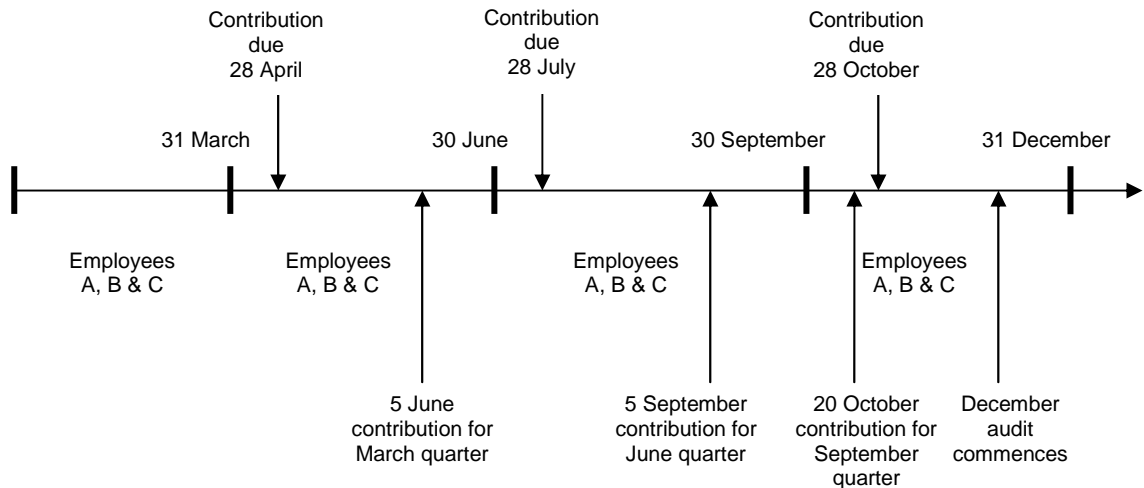 Contribution
due
28 April
Contribution
due
28 July
Contribution
due
28 October
31 March
30 June
30 September
31 December
Employees
A, B & C
Employees
A, B & C
Employees
A, B & C
Employees
A, B & C
5 June
contribution for
March quarter
5 September
contribution for
June quarter
20 October
contribution for
September
quarter
December
audit
commences